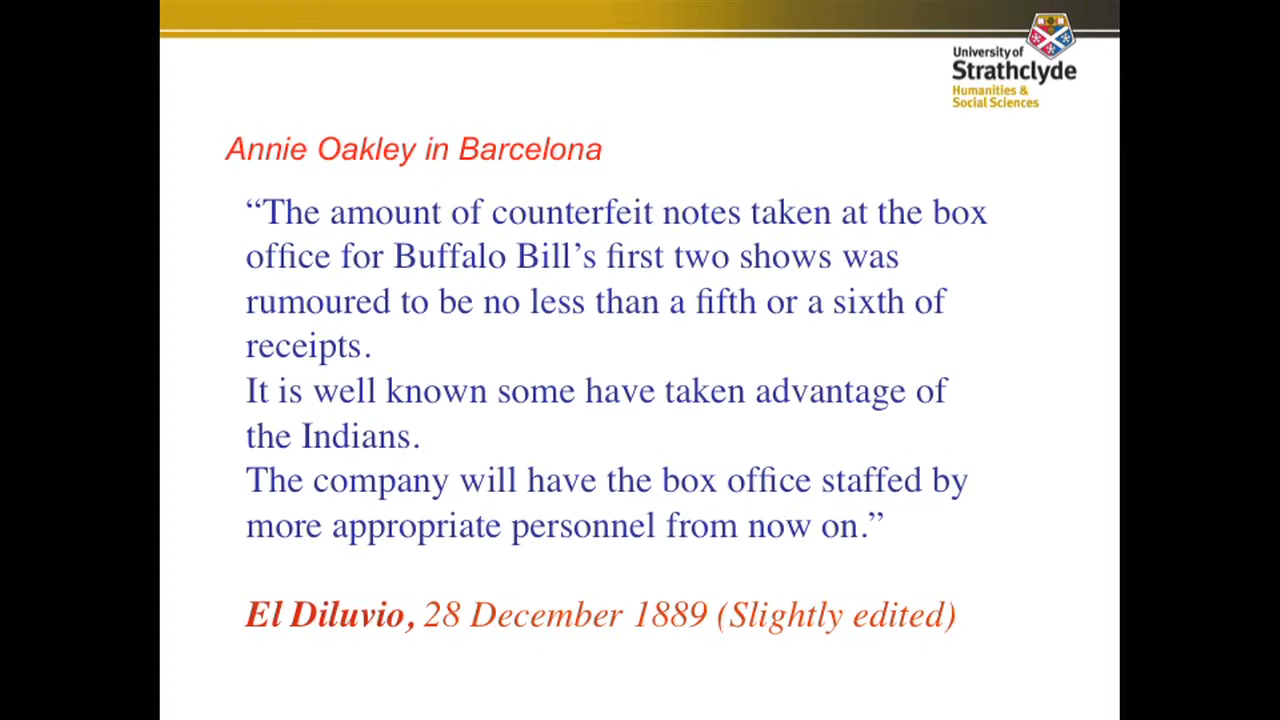 University of
Strathclyde
Humanities &
Social Sciences
Annie Oakley in Barcelona
“The amount of counterfeit notes taken at the box
office for Buffalo Bill’s first two shows was
rumoured to be no less than a fifth or a sixth of
receipts.
It is well known some have taken advantage of
the Indians.
The company will have the box office staffed by
more appropriate personnel from now on.”
El Diluvio, 28 December 1889 (Slightly edited)